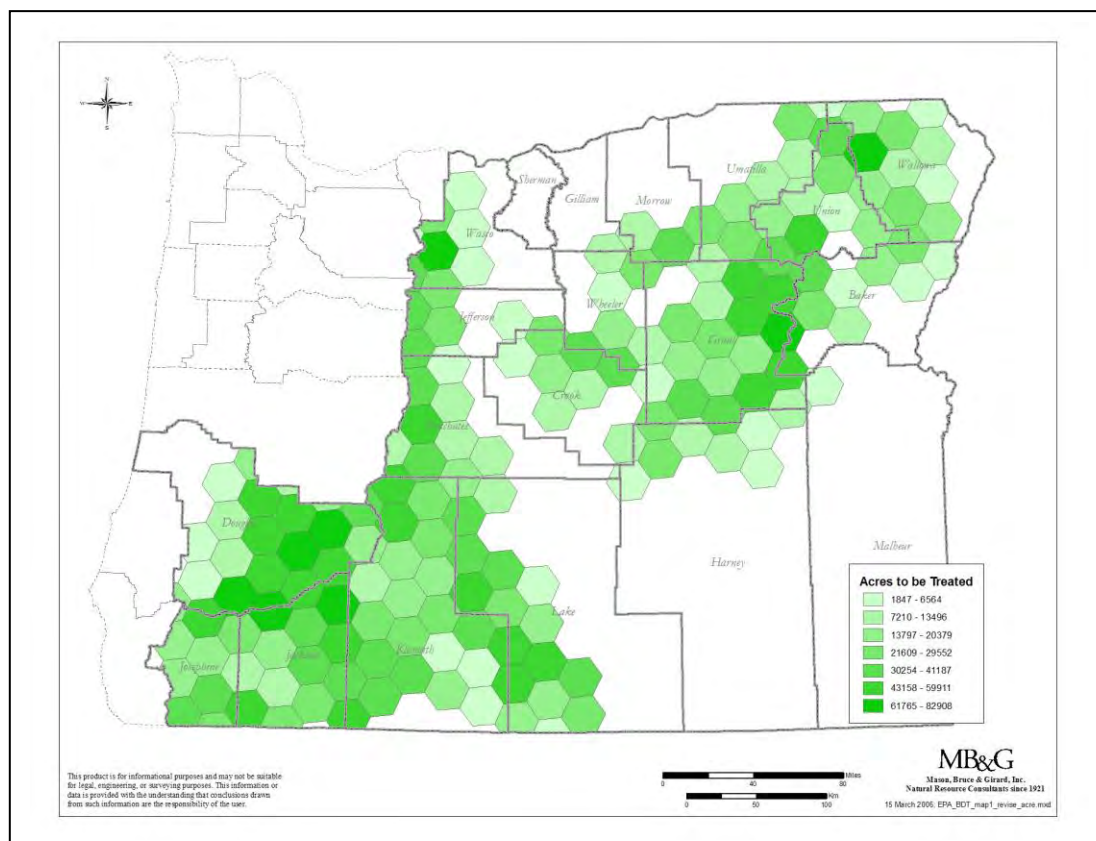 N
W
E
S
Sherman
Gilliam
Morrow
Umatilla
Wallowa
Union
Wasco
Wheeler
Baker
Jefferson
Grant
Crook
Deschutes
Douglas
Harney
Malheur
Lake
Klamath
Jackson
Josephine
Acres to be Treated
1847 - 6564
7210 - 13496
13797 - 20379
21609 - 29552
30254 - 41187
43158 - 59911
61765 - 82908
This product is for informational purposes and may not be suitable
for legal, engineering, or surveying purposes. This information or
data is provided with the understanding that conclusions drawn
from such information are the responsibility of the user.
Miles
0 40 80
Km
0 50 100
MB&G
Mason, Bruce & Girard, Inc.
Natural Resource Consultants since 1921
15 March 2006; EPA_BDT_map1_revise_acre.mxd